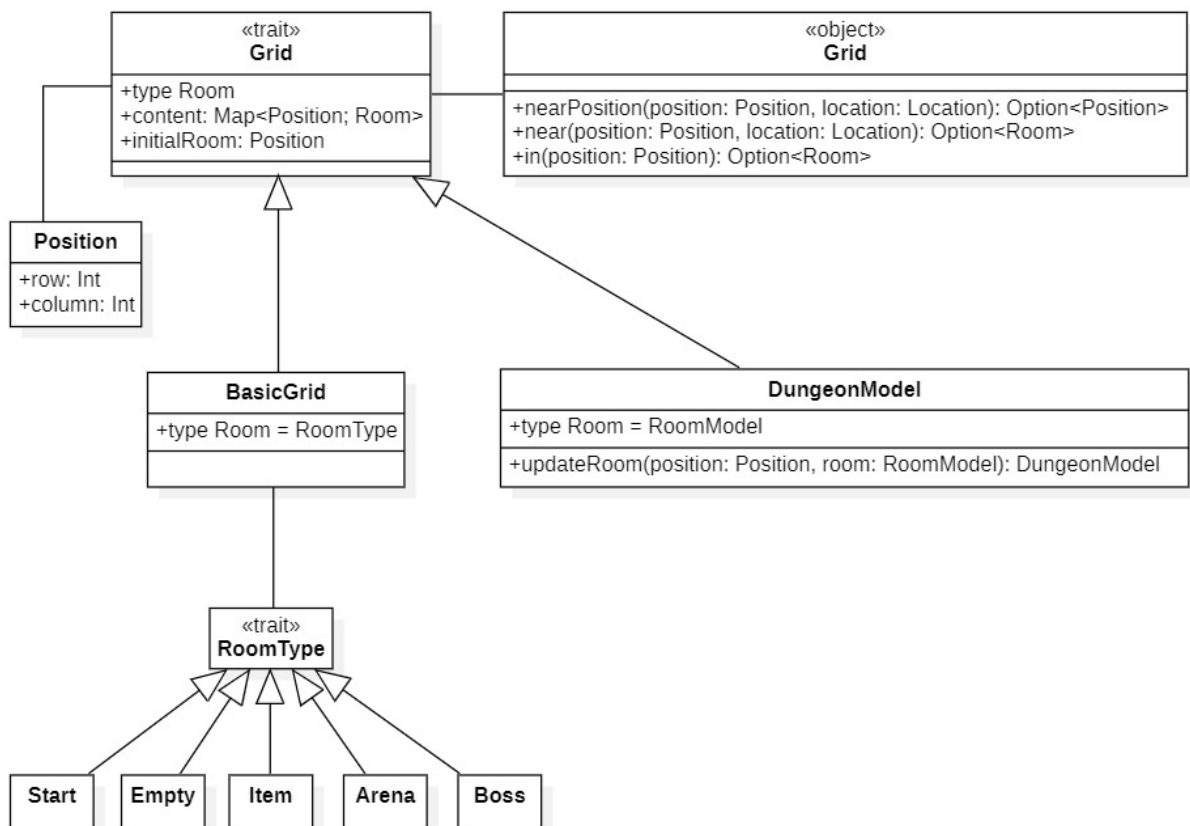 «trait»
Grid
+type Room
+content: Map<Position; Room>
+initialRoom: Position
«object»
Grid
+nearPosition(position: Position, location: Location): Option<Position>
+near(position: Position, location: Location): Option<Room>
+in(position: Position): Option<Room>
Position
+row: Int
+column: Int
BasicGrid
+type Room = RoomType
DungeonModel
+type Room = RoomModel
+updateRoom(position: Position, room: RoomModel): DungeonModel
«trait»
RoomType
Start
Empty
Item
Arena
Boss